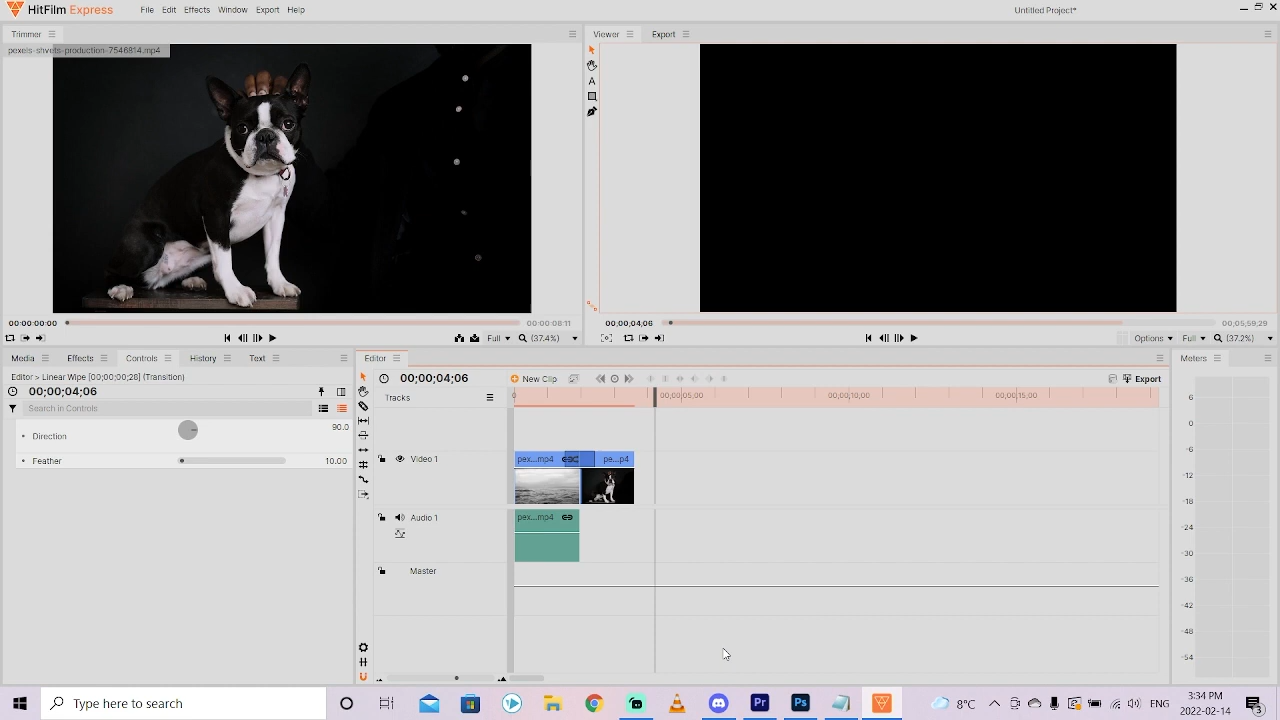 HitFilm Express File Edit Effects Window Export Help Untitled Project*
Trimmer Viewer Export
pexels-shvets-production-7546814.mp4
00:00:00:00 00:00:08:11 00;00;04;06 05;59;29
Full (37.4%) Options Full (37.2%)
Media Effects Controls History Text Editor Meters
Editor > Linear Wipe [00;00;00;28] (Transition)
00;00;04;06 00;00;04;06 New Clip Export
Search in Controls Tracks 0 00;00;05;00 00;00;10;00 00;00;15;00 6
Direction 90.0
Feather 10.00
Video 1 pex...mp4 pe...p4
Audio 1 pex...mp4
Master
0
-6
-12
-18
-24
-30
-36
-42
-48
-54
Type here to search 8°C ENG
2022-02-14
3